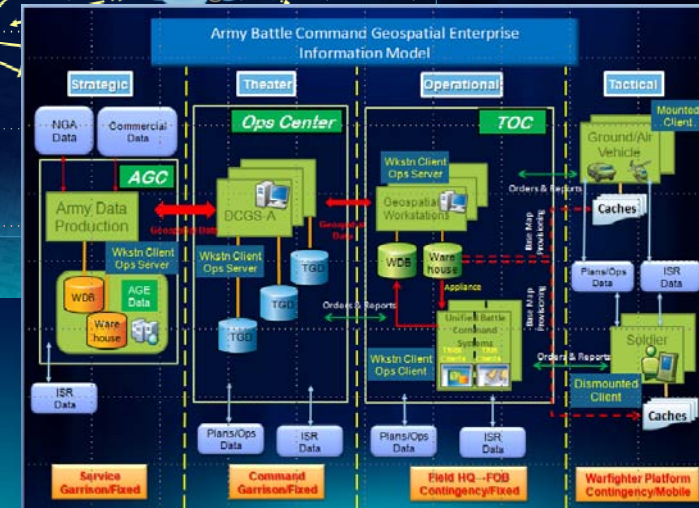 Army Battle Command Geospatial Enterprise
Information Model
Strategic
Theater
Operational
Tactical
NGA
Data
Commercial
Data
AGC
Army Data
Production
Geospatial Data
Wkstn Client
Ops Server
WDB
AGE
Data
Ware
house
ISR
Data
Service
Garrison/Fixed
Ops Center
DCGS-A
Wkstn Client
Ops Server
TGD
TGD
TGD
Geospatial
Data
Orders & Reports
Plans/Ops
Data
ISR
Data
Command
Garrison/Fixed
TOC
Wkstn Client
Ops Server
Geospatial
Workstations
WDB
Ware
house
Appliance
Unified Battle
Command
Systems
Wkstn Client
Ops Client
Plans/Ops
Data
ISR
Data
Field HQ→FOB
Contingency/Fixed
Orders & Reports
Base Map
Provisioning
Base Map
Provisioning
Orders & Reports
Mounted
Client
Ground/Air
Vehicle
Caches
Plans/Ops
Data
ISR
Data
Soldier
Dismounted
Client
Caches
Warfighter Platform
Contingency/Mobile